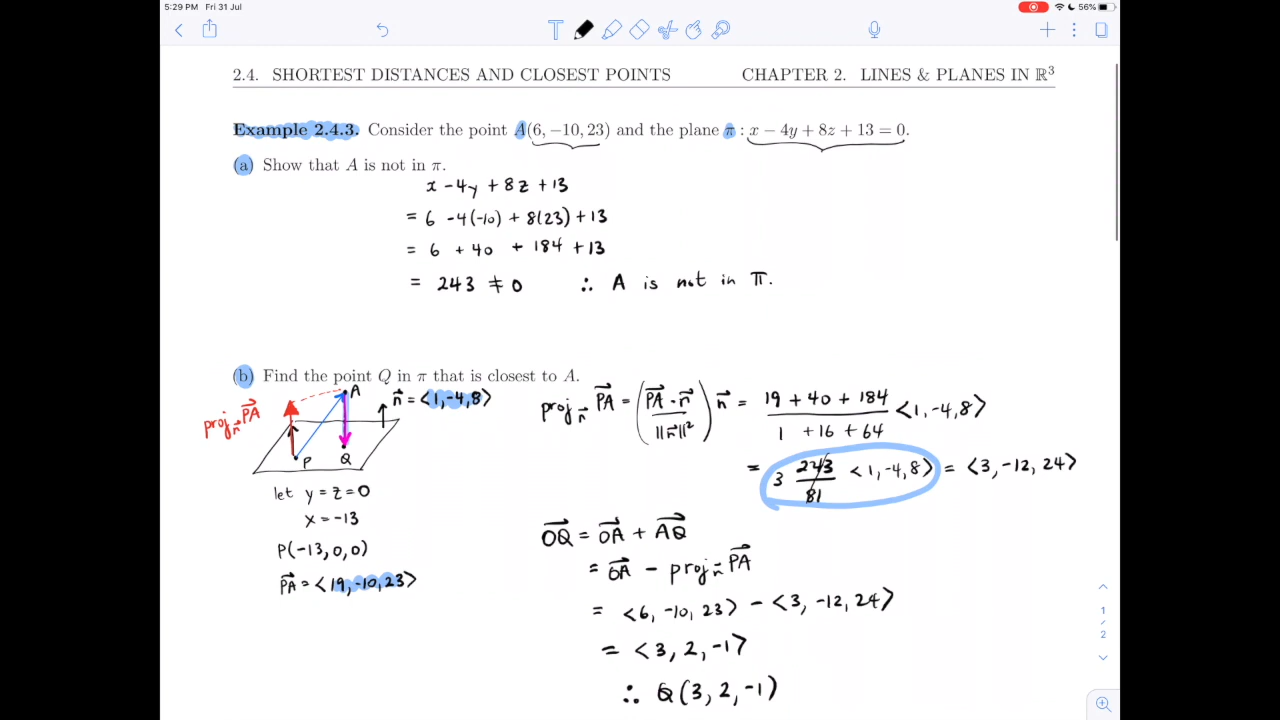 5:29 PM Fri 31 Jul 56%
2.4. SHORTEST DISTANCES AND CLOSEST POINTS CHAPTER 2. LINES & PLANES IN ℝ³
Example 2.4.3. Consider the point A(6, −10, 23) and the plane π : x − 4y + 8z + 13 = 0.
(a) Show that A is not in π.
x - 4y + 8z + 13
= 6 - 4(-10) + 8(23) + 13
= 6 + 40 + 184 + 13
= 243 ≠ 0 ∴ A is not in π.
(b) Find the point Q in π that is closest to A.
A
n⃗ = <1, -4, 8>
proj_n⃗ PA⃗
P
Q
let y = z = 0
x = -13
P(-13, 0, 0)
PA⃗ = <19, -10, 23>
proj_n⃗ PA⃗ = (PA⃗ · n⃗ / ||n⃗||²) n⃗ = (19 + 40 + 184) / (1 + 16 + 64) <1, -4, 8>
= 3 243/81 <1, -4, 8> = <3, -12, 24>
OQ⃗ = OA⃗ + AQ⃗
= OA⃗ - proj_n⃗ PA⃗
= <6, -10, 23> - <3, -12, 24>
= <3, 2, -1>
∴ Q(3, 2, -1)
1
/
2